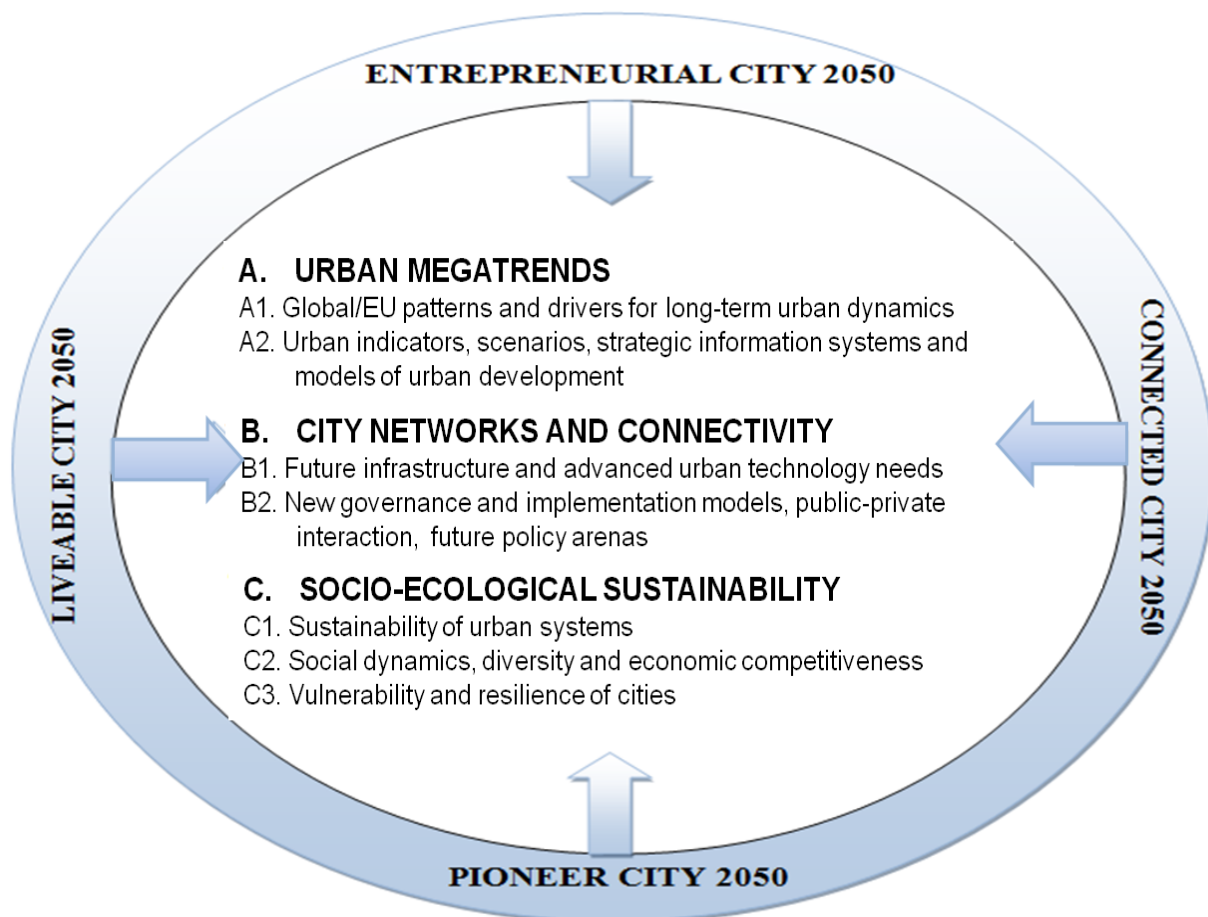 ENTREPRENEURIAL CITY 2050
LIVEABLE CITY 2050
CONNECTED CITY 2050
A. URBAN MEGATRENDS
A1. Global/EU patterns and drivers for long-term urban dynamics
A2. Urban indicators, scenarios, strategic information systems and
models of urban development
B. CITY NETWORKS AND CONNECTIVITY
B1. Future infrastructure and advanced urban technology needs
B2. New governance and implementation models, public-private
interaction, future policy arenas
C. SOCIO-ECOLOGICAL SUSTAINABILITY
C1. Sustainability of urban systems
C2. Social dynamics, diversity and economic competitiveness
C3. Vulnerability and resilience of cities
PIONEER CITY 2050